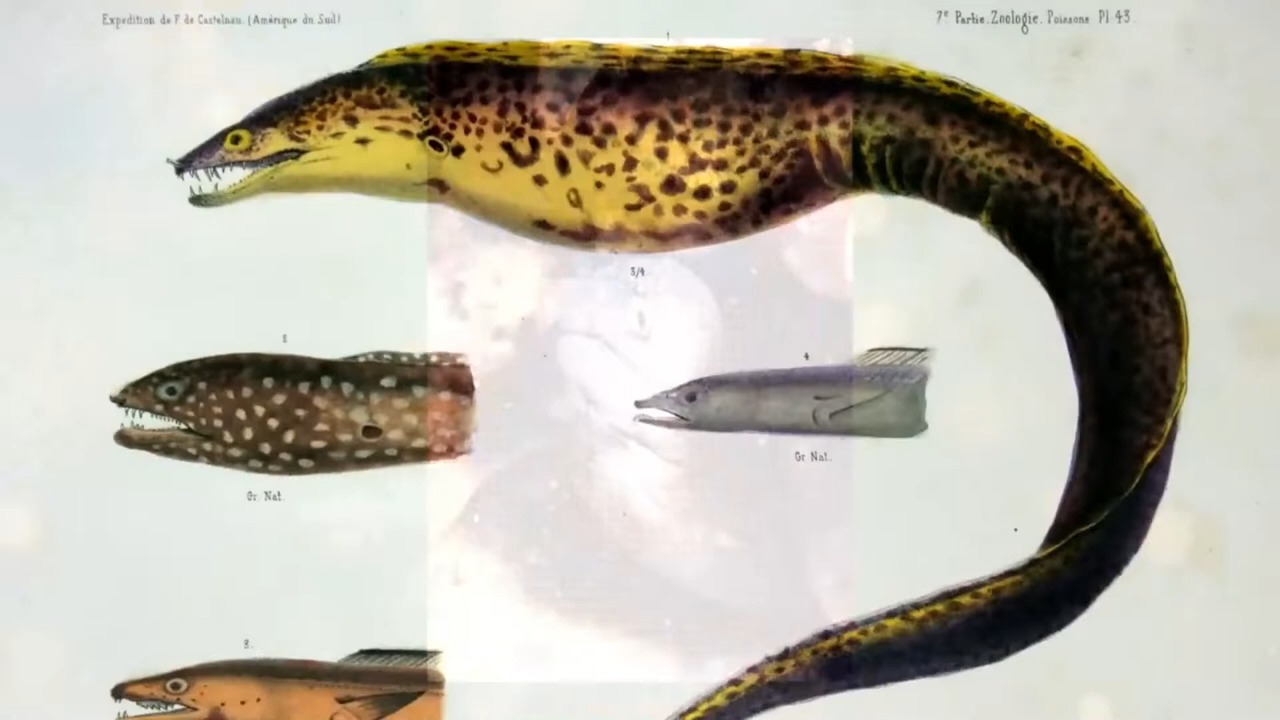 Expedition de F. de Castelnau. (Amérique du Sud)
7e Partie. Zoologie. Poissons Pl 43.
1
3/4
2
4
Gr. Nat.
Gr. Nat.
3.